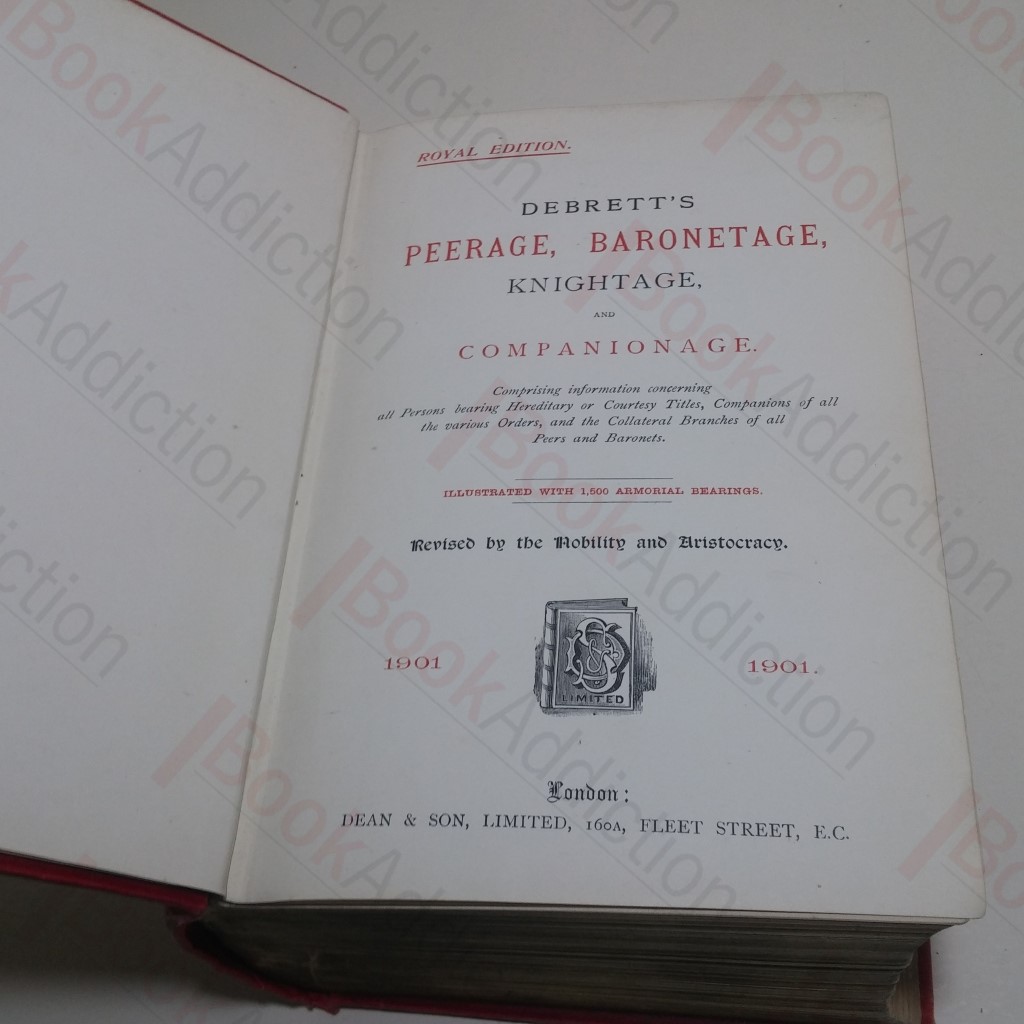 ROYAL EDITION.
DEBRETT'S
PEERAGE, BARONETAGE,
KNIGHTAGE,
AND
COMPANIONAGE.
Comprising information concerning
all Persons bearing Hereditary or Courtesy Titles, Companions of all
the various Orders, and the Collateral Branches of all
Peers and Baronets.
ILLUSTRATED WITH 1,500 ARMORIAL BEARINGS.
Revised by the Nobility and Aristocracy.
1901 1901.
D&S
LIMITED
London:
DEAN & SON, LIMITED, 160A, FLEET STREET, E.C.
BookAddiction